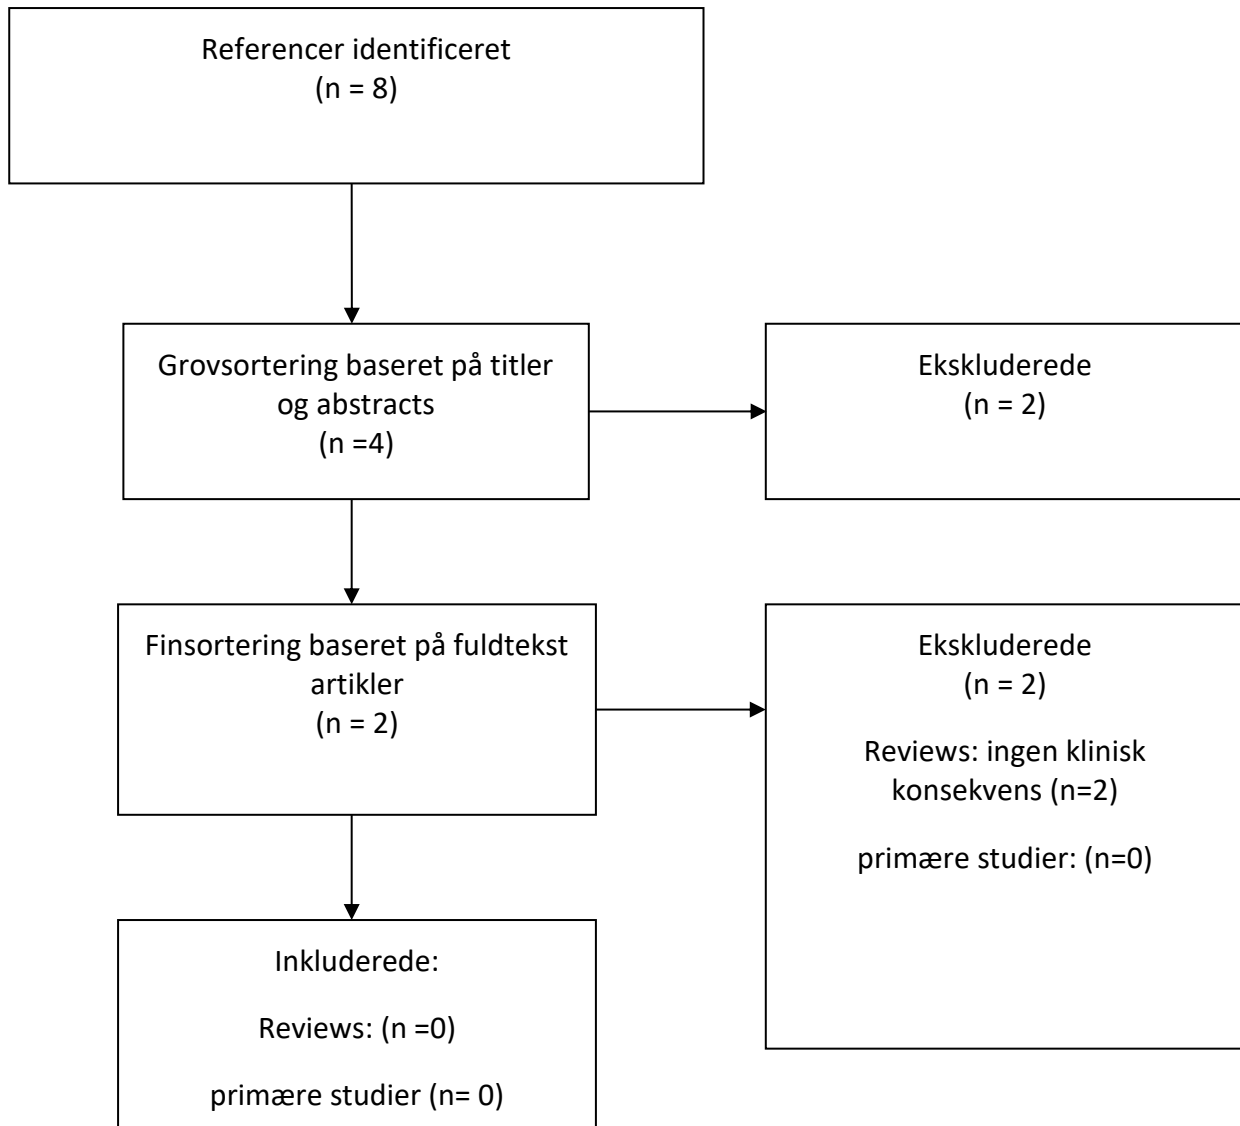 Referencer identificeret
(n = 8)
Grovsortering baseret på titler
og abstracts
(n =4)
Ekskluderede
(n = 2)
Finsortering baseret på fuldtekst
artikler
(n = 2)
Ekskluderede
(n = 2)
Reviews: ingen klinisk
konsekvens (n=2)
primære studier: (n=0)
Inkluderede:
Reviews: (n =0)
primære studier (n= 0)